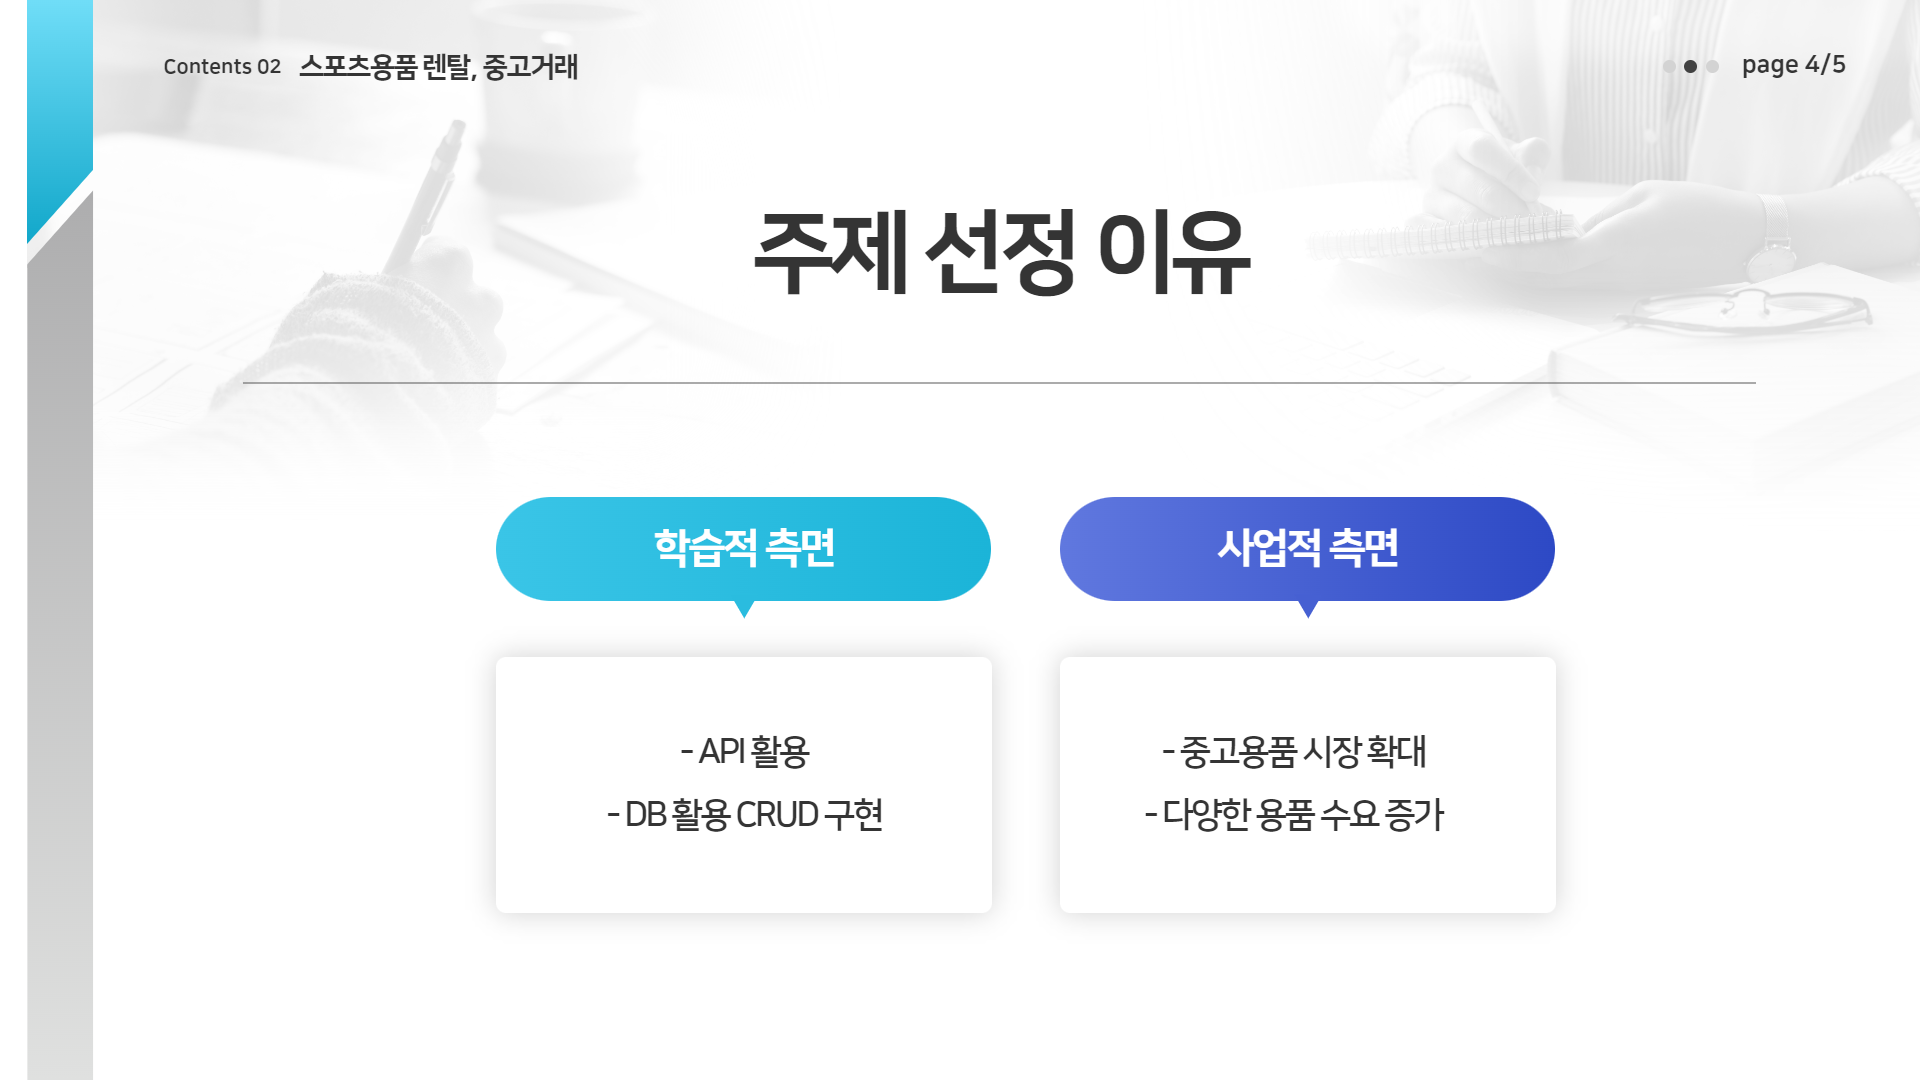 Contents 02 스포츠용품 렌탈, 중고거래
page 4/5
주제 선정 이유
학습적 측면
- API 활용
- DB 활용 CRUD 구현
사업적 측면
- 중고용품 시장 확대
- 다양한 용품 수요 증가